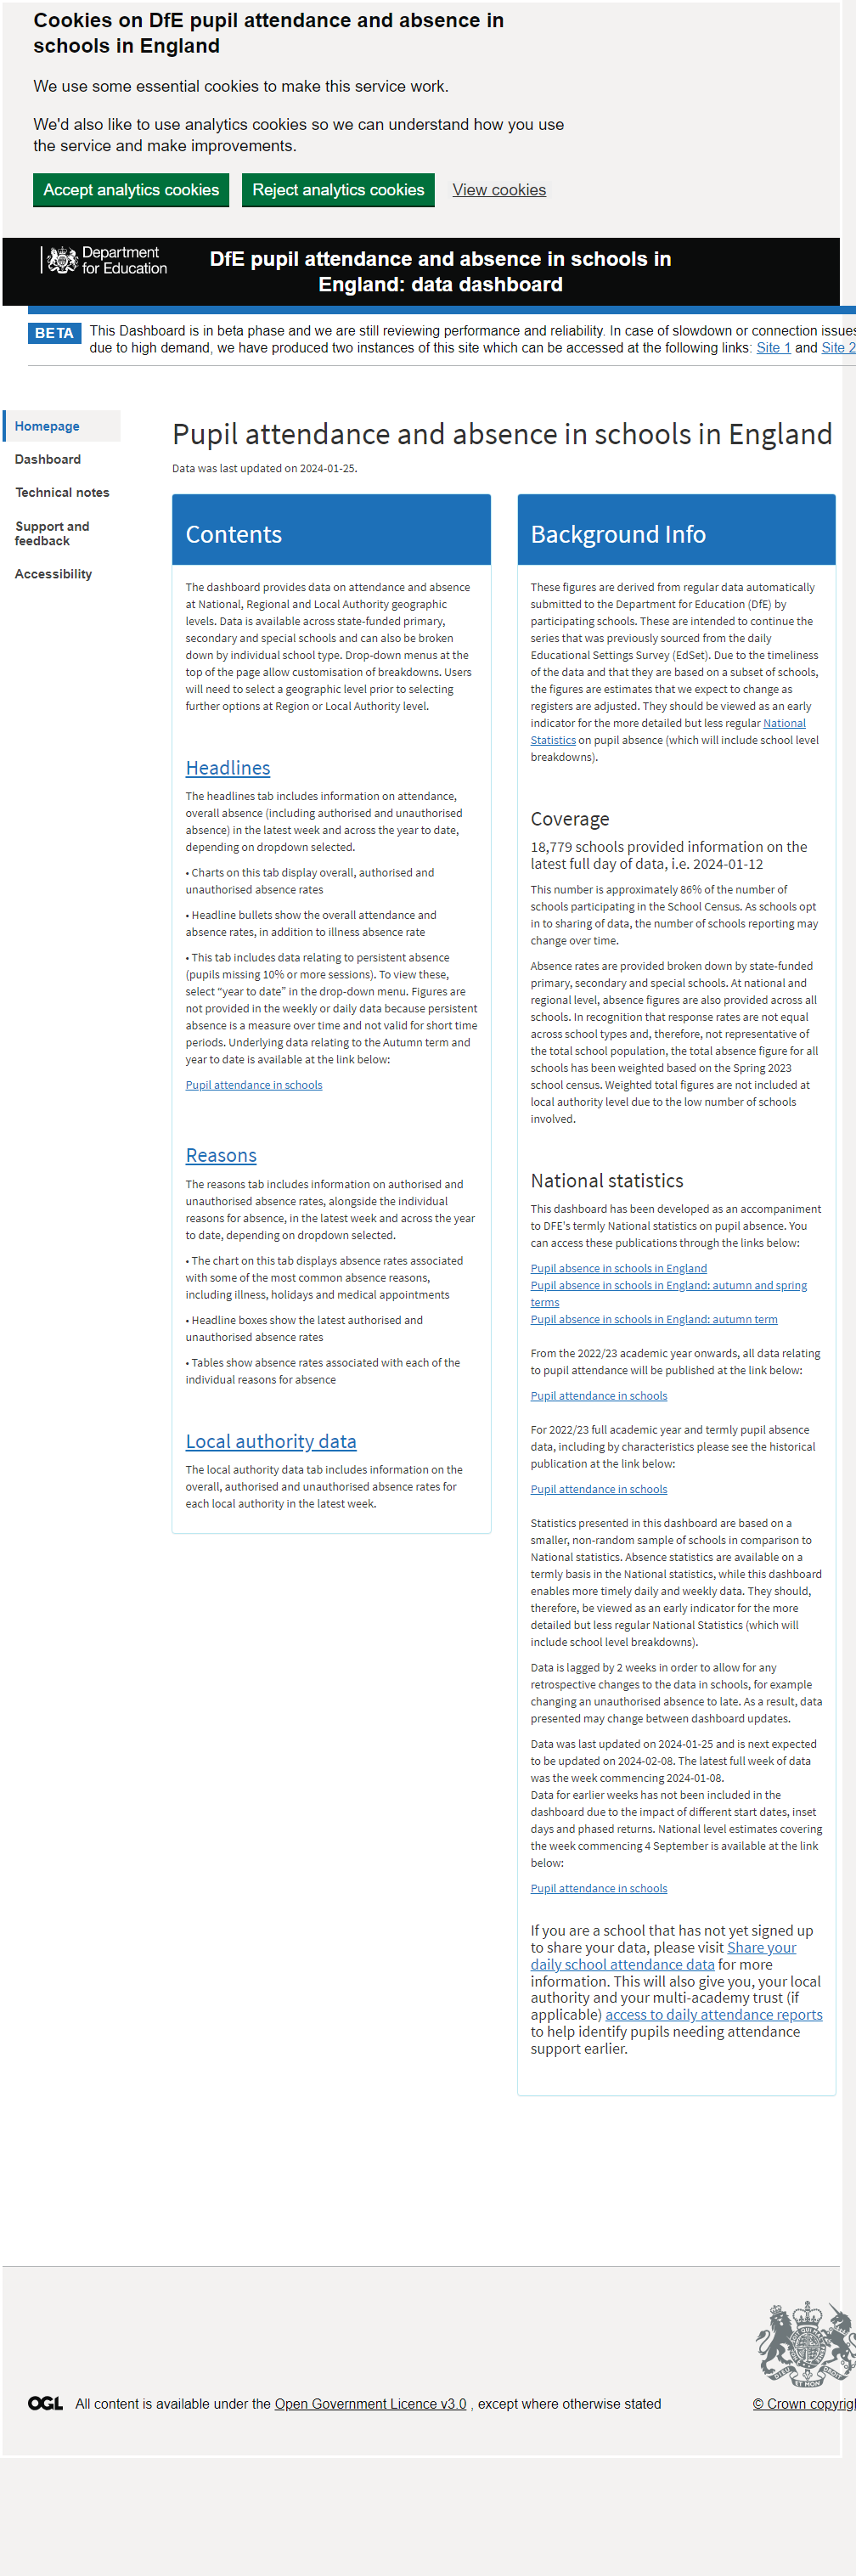 Cookies on DfE pupil attendance and absence in
schools in England
We use some essential cookies to make this service work.
We'd also like to use analytics cookies so we can understand how you use
the service and make improvements.
Accept analytics cookies
Reject analytics cookies
View cookies
Department
for Education
DfE pupil attendance and absence in schools in
England: data dashboard
BETA
This Dashboard is in beta phase and we are still reviewing performance and reliability. In case of slowdown or connection issues
due to high demand, we have produced two instances of this site which can be accessed at the following links: Site 1 and Site 2
Homepage
Dashboard
Technical notes
Support and
feedback
Accessibility
Pupil attendance and absence in schools in England
Data was last updated on 2024-01-25.
Contents
The dashboard provides data on attendance and absence
at National, Regional and Local Authority geographic
levels. Data is available across state-funded primary,
secondary and special schools and can also be broken
down by individual school type. Drop-down menus at the
top of the page allow customisation of breakdowns. Users
will need to select a geographic level prior to selecting
further options at Region or Local Authority level.
Headlines
The headlines tab includes information on attendance,
overall absence (including authorised and unauthorised
absence) in the latest week and across the year to date,
depending on dropdown selected.
• Charts on this tab display overall, authorised and
unauthorised absence rates
• Headline bullets show the overall attendance and
absence rates, in addition to illness absence rate
• This tab includes data relating to persistent absence
(pupils missing 10% or more sessions). To view these,
select “year to date” in the drop-down menu. Figures are
not provided in the weekly or daily data because persistent
absence is a measure over time and not valid for short time
periods. Underlying data relating to the Autumn term and
year to date is available at the link below:
Pupil attendance in schools
Reasons
The reasons tab includes information on authorised and
unauthorised absence rates, alongside the individual
reasons for absence, in the latest week and across the year
to date, depending on dropdown selected.
• The chart on this tab displays absence rates associated
with some of the most common absence reasons,
including illness, holidays and medical appointments
• Headline boxes show the latest authorised and
unauthorised absence rates
• Tables show absence rates associated with each of the
individual reasons for absence
Local authority data
The local authority data tab includes information on the
overall, authorised and unauthorised absence rates for
each local authority in the latest week.
Background Info
These figures are derived from regular data automatically
submitted to the Department for Education (DfE) by
participating schools. These are intended to continue the
series that was previously sourced from the daily
Educational Settings Survey (EdSet). Due to the timeliness
of the data and that they are based on a subset of schools,
the figures are estimates that we expect to change as
registers are adjusted. They should be viewed as an early
indicator for the more detailed but less regular National
Statistics on pupil absence (which will include school level
breakdowns).
Coverage
18,779 schools provided information on the
latest full day of data, i.e. 2024-01-12
This number is approximately 86% of the number of
schools participating in the School Census. As schools opt
in to sharing of data, the number of schools reporting may
change over time.
Absence rates are provided broken down by state-funded
primary, secondary and special schools. At national and
regional level, absence figures are also provided across all
schools. In recognition that response rates are not equal
across school types and, therefore, not representative of
the total school population, the total absence figure for all
schools has been weighted based on the Spring 2023
school census. Weighted total figures are not included at
local authority level due to the low number of schools
involved.
National statistics
This dashboard has been developed as an accompaniment
to DFE's termly National statistics on pupil absence. You
can access these publications through the links below:
Pupil absence in schools in England
Pupil absence in schools in England: autumn and spring
terms
Pupil absence in schools in England: autumn term
From the 2022/23 academic year onwards, all data relating
to pupil attendance will be published at the link below:
Pupil attendance in schools
For 2022/23 full academic year and termly pupil absence
data, including by characteristics please see the historical
publication at the link below:
Pupil attendance in schools
Statistics presented in this dashboard are based on a
smaller, non-random sample of schools in comparison to
National statistics. Absence statistics are available on a
termly basis in the National statistics, while this dashboard
enables more timely daily and weekly data. They should,
therefore, be viewed as an early indicator for the more
detailed but less regular National Statistics (which will
include school level breakdowns).
Data is lagged by 2 weeks in order to allow for any
retrospective changes to the data in schools, for example
changing an unauthorised absence to late. As a result, data
presented may change between dashboard updates.
Data was last updated on 2024-01-25 and is next expected
to be updated on 2024-02-08. The latest full week of data
was the week commencing 2024-01-08.
Data for earlier weeks has not been included in the
dashboard due to the impact of different start dates, inset
days and phased returns. National level estimates covering
the week commencing 4 September is available at the link
below:
Pupil attendance in schools
If you are a school that has not yet signed up
to share your data, please visit Share your
daily school attendance data for more
information. This will also give you, your local
authority and your multi-academy trust (if
applicable) access to daily attendance reports
to help identify pupils needing attendance
support earlier.
OGL All content is available under the Open Government Licence v3.0 , except where otherwise stated
© Crown copyrigh